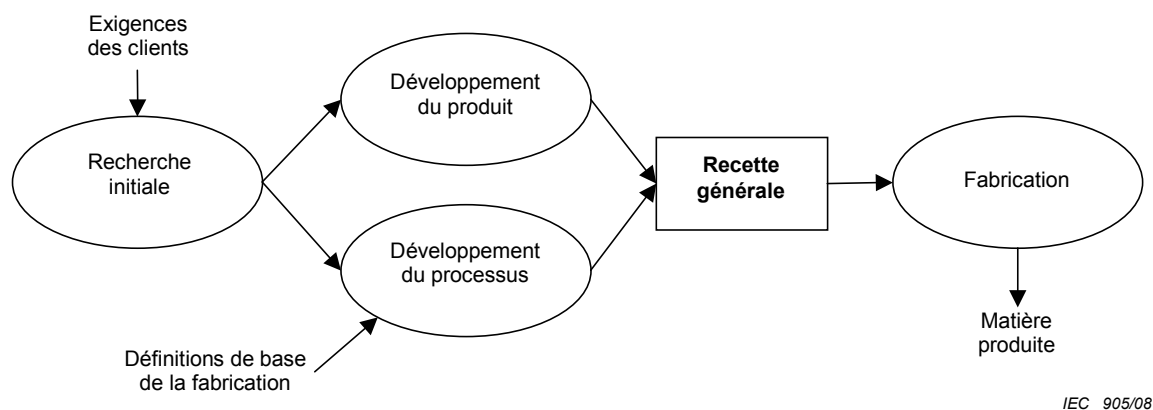 Exigences
des clients
Recherche
initiale
Développement
du produit
Développement
du processus
Définitions de base
de la fabrication
Recette
générale
Fabrication
Matière
produite
IEC 905/08